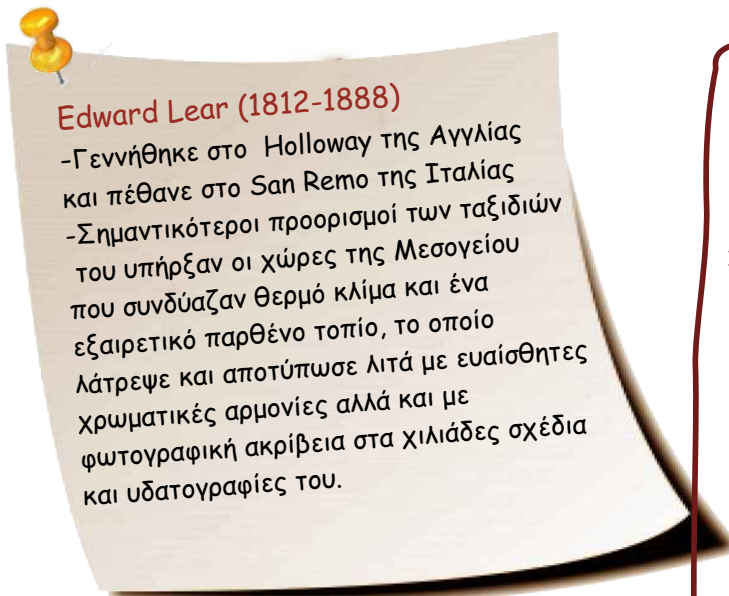 Edward Lear (1812-1888)
-Γεννήθηκε στο Holloway της Αγγλίας
και πέθανε στο San Remo της Ιταλίας
-Σημαντικότεροι προορισμοί των ταξιδιών
του υπήρξαν οι χώρες της Μεσογείου
που συνδύαζαν θερμό κλίμα και ένα
εξαιρετικό παρθένο τοπίο, το οποίο
λάτρεψε και αποτύπωσε λιτά με ευαίσθητες
χρωματικές αρμονίες αλλά και με
φωτογραφική ακρίβεια στα χιλιάδες σχέδια
και υδατογραφίες του.